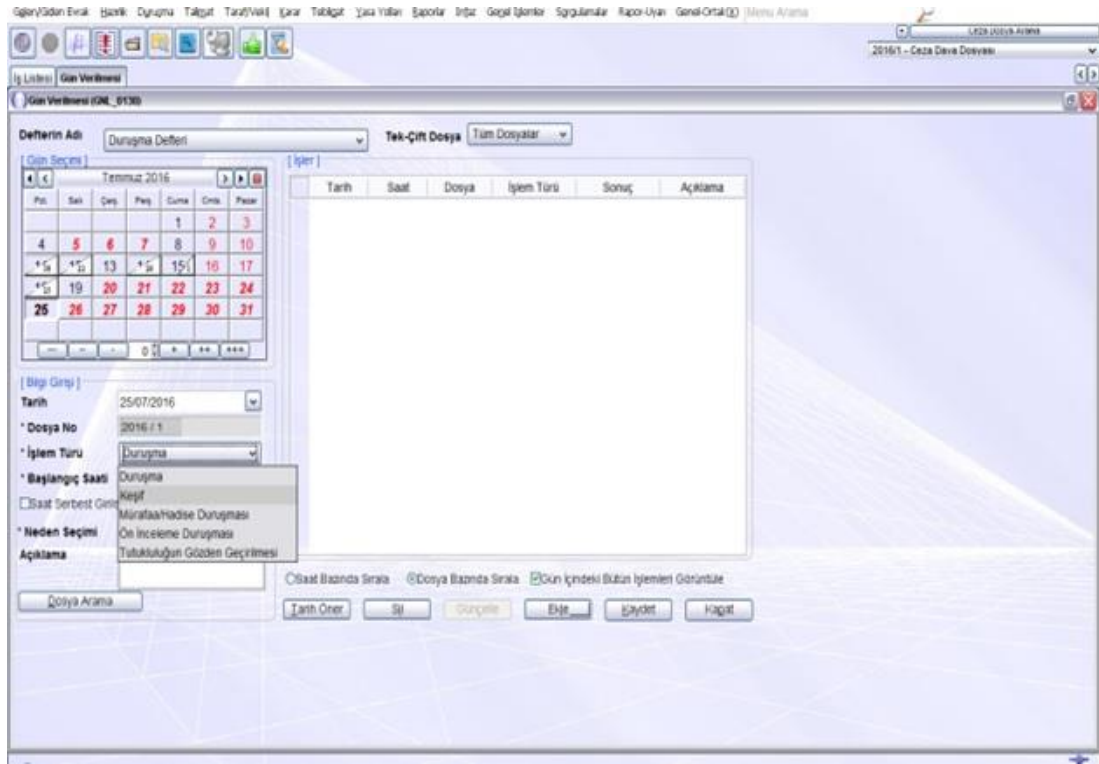 Gelen/Giden Evrak Hazırlık Duruşma Talimat Taraf/Vekil Karar Tebligat Yasa Yolları Raporlar İnfaz Genel İşlemler Sorgulamalar Rapor-Uyarı Genel-Ortak(X) Menu Arama
Ceza Dosya Arama
2016/1 - Ceza Dava Dosyası
İş Listesi Gün Verilmesi
Gün Verilmesi (GNL_0130)
Defterin Adı Duruşma Defteri Tek-Çift Dosya Tüm Dosyalar
[ Gün Seçimi ] [ İşler ]
Temmuz 2016
Tarih Saat Dosya İşlem Türü Sonuç Açıklama
Pzt. Salı Çarş. Perş. Cuma Cmts. Pazar
1 2 3
4 5 6 7 8 9 10
13 15 16 17
19 20 21 22 23 24
25 26 27 28 29 30 31
0
[ Bilgi Girişi ]
Tarih 25/07/2016
* Dosya No 2016 / 1
* İşlem Türü Duruşma
* Başlangıç Saati Duruşma
Saat Serbest Keşif
Mürafaa/Hadise Duruşması
* Neden Seçimi Ön İnceleme Duruşması
Açıklama Tutukluluğun Gözden Geçirilmesi
Saat Bazında Sırala Dosya Bazında Sırala Gün İçindeki Bütün İşlemleri Görüntüle
Dosya Arama Tarih Öner Sil Güncelle Ekle Kaydet Kapat